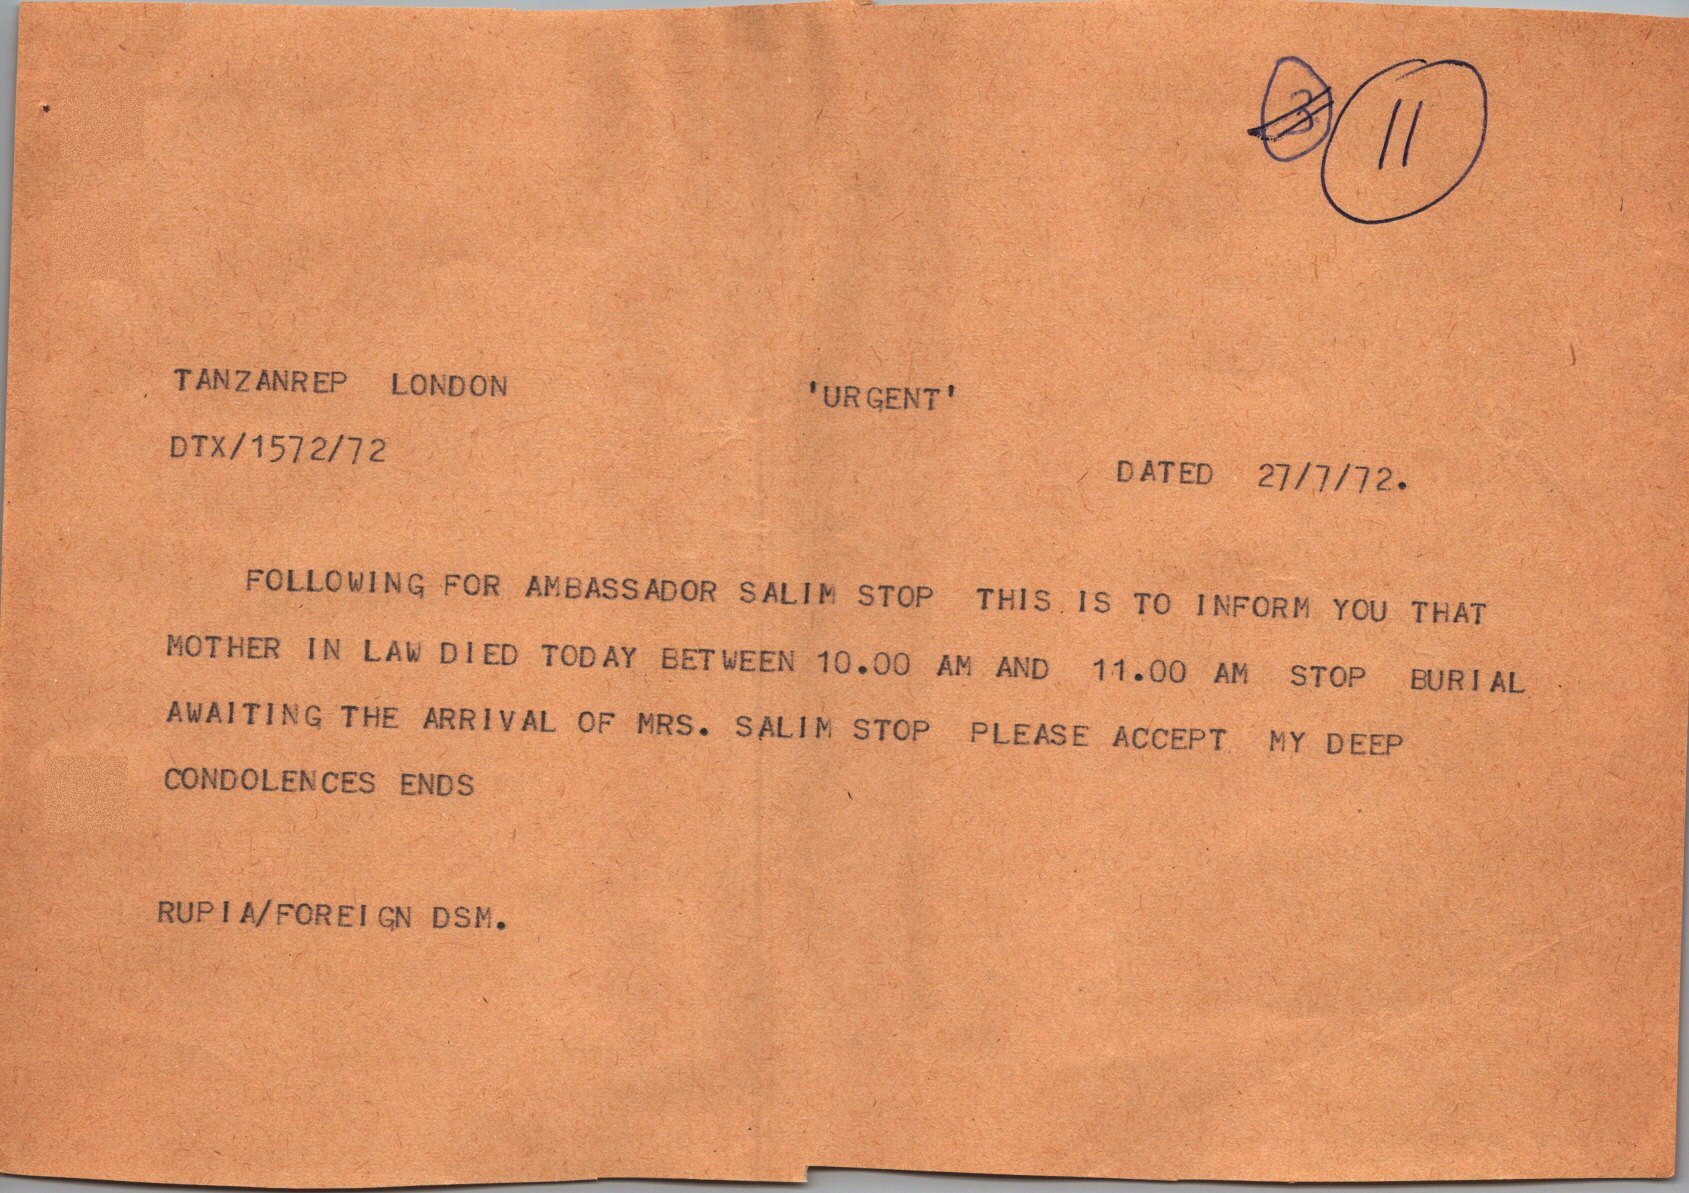 3 11
TANZANREP LONDON 'URGENT'
DTX/1572/72
DATED 27/7/72.
FOLLOWING FOR AMBASSADOR SALIM STOP THIS IS TO INFORM YOU THAT
MOTHER IN LAW DIED TODAY BETWEEN 10.00 AM AND 11.00 AM STOP BURIAL
AWAITING THE ARRIVAL OF MRS. SALIM STOP PLEASE ACCEPT MY DEEP
CONDOLENCES ENDS
RUPIA/FOREIGN DSM.